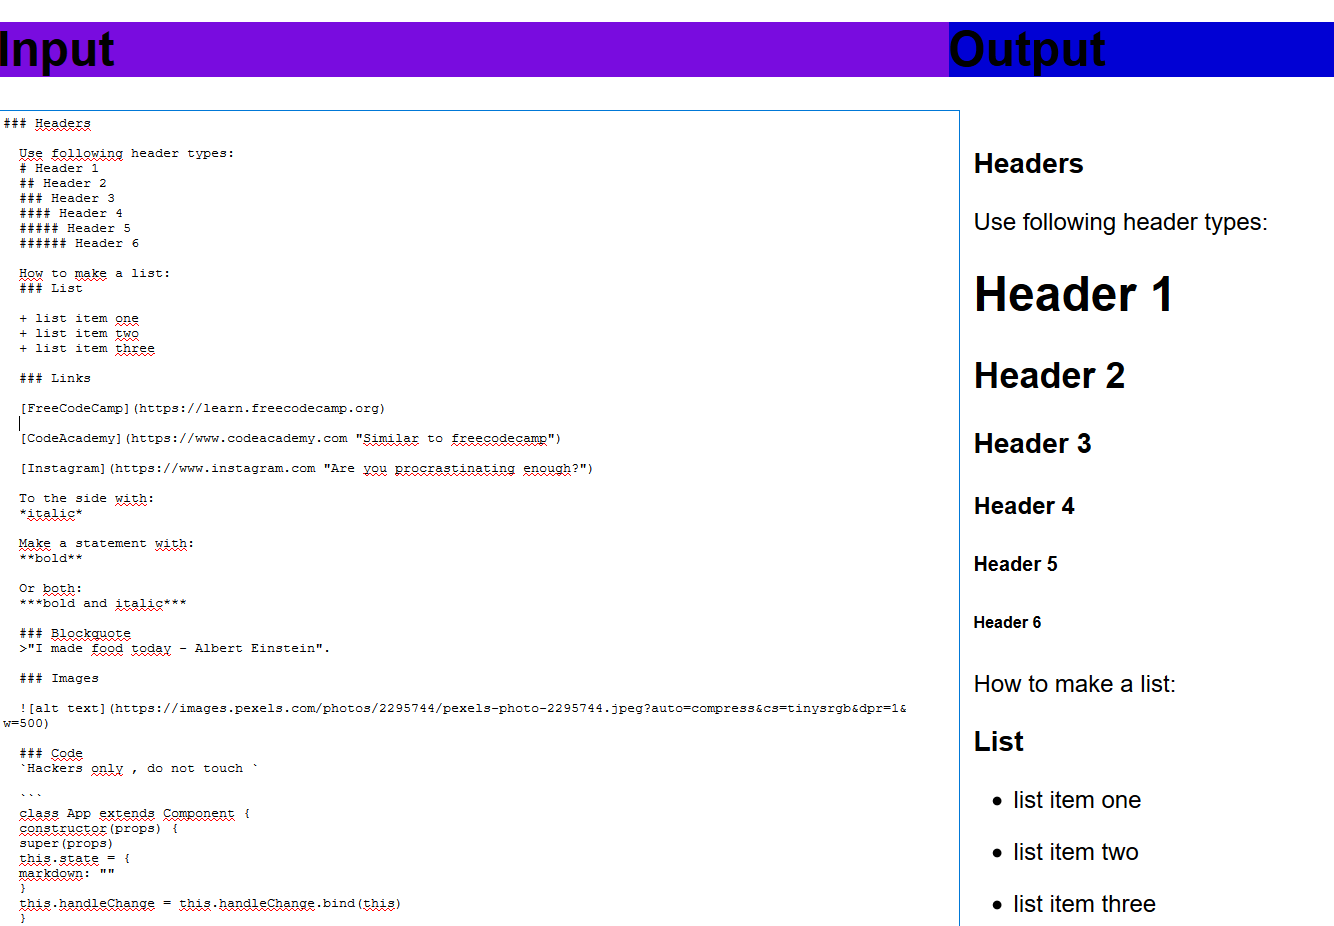 Input
### Headers
Use following header types:
# Header 1
## Header 2
### Header 3
#### Header 4
##### Header 5
###### Header 6
How to make a list:
### List
+ list item one
+ list item two
+ list item three
### Links
[FreeCodeCamp](https://learn.freecodecamp.org)
[CodeAcademy](https://www.codeacademy.com "Similar to freecodecamp")
[Instagram](https://www.instagram.com "Are you procrastinating enough?")
To the side with:
*italic*
Make a statement with:
**bold**
Or both:
***bold and italic***
### Blockquote
>"I made food today - Albert Einstein".
### Images
![alt text](https://images.pexels.com/photos/2295744/pexels-photo-2295744.jpeg?auto=compress&cs=tinysrgb&dpr=1&
w=500)
### Code
`Hackers only , do not touch `
```
class App extends Component {
constructor(props) {
super(props)
this.state = {
markdown: ""
}
this.handleChange = this.handleChange.bind(this)
}
Output
Headers
Use following header types:
Header 1
Header 2
Header 3
Header 4
Header 5
Header 6
How to make a list:
List
• list item one
• list item two
• list item three